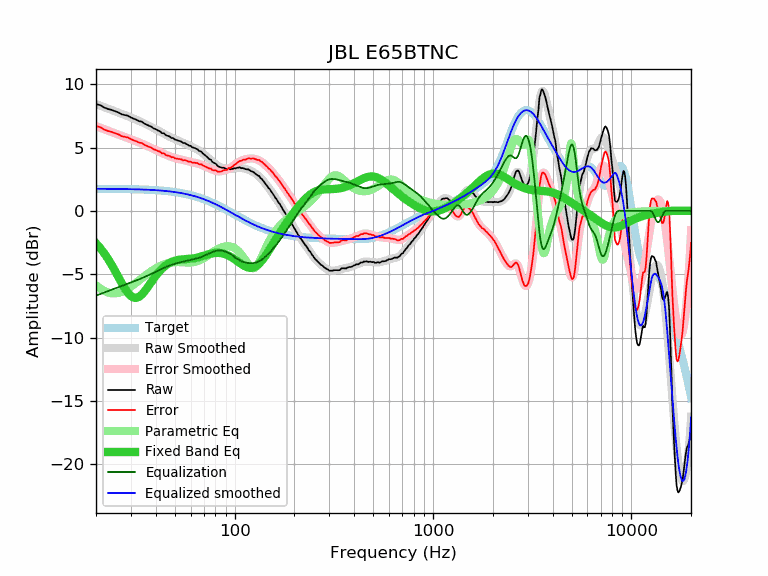 JBL E65BTNC
10
5
0
−5
−10
−15
−20
Amplitude (dBr)
Target
Raw Smoothed
Error Smoothed
Raw
Error
Parametric Eq
Fixed Band Eq
Equalization
Equalized smoothed
100
1000
10000
Frequency (Hz)